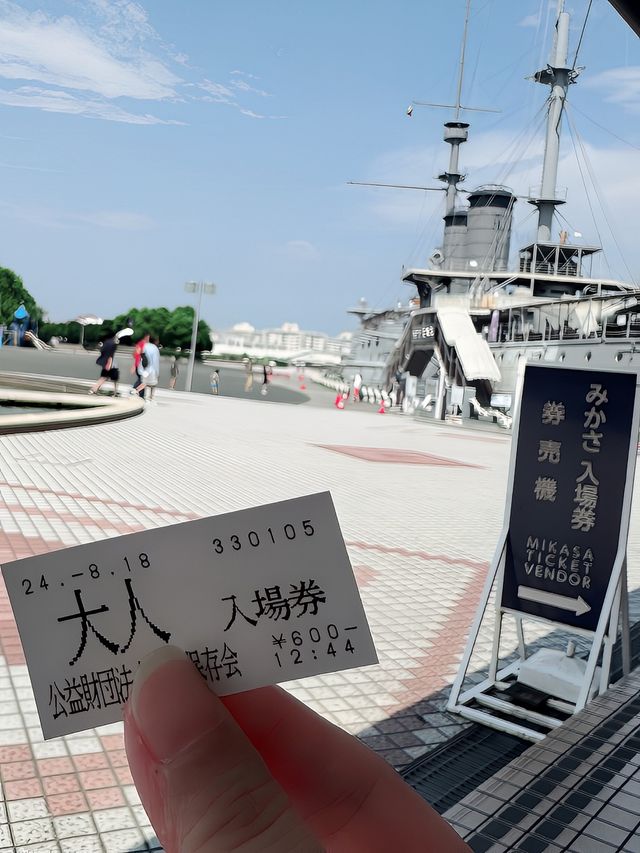 みかさ入場券
券売機
MIKASA
TICKET
VENDOR
330105
24.-8.18
大人 入場券
¥600-
12:44
公益財団法 保存会